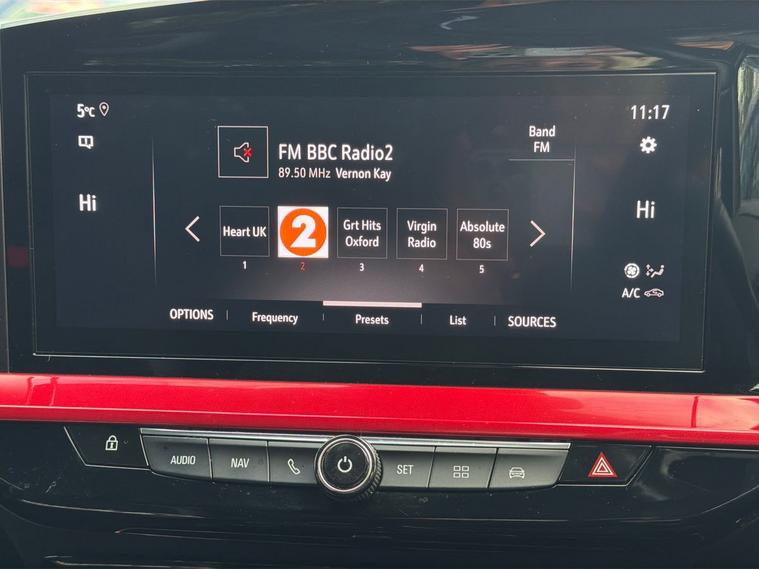 5°C
11:17
FM BBC Radio2
89.50 MHz Vernon Kay
Band
FM
Hi
Hi
Heart UK
2
Grt Hits
Oxford
Virgin
Radio
Absolute
80s
1
2
3
4
5
A/C
OPTIONS
Frequency
Presets
List
SOURCES
AUDIO
NAV
SET